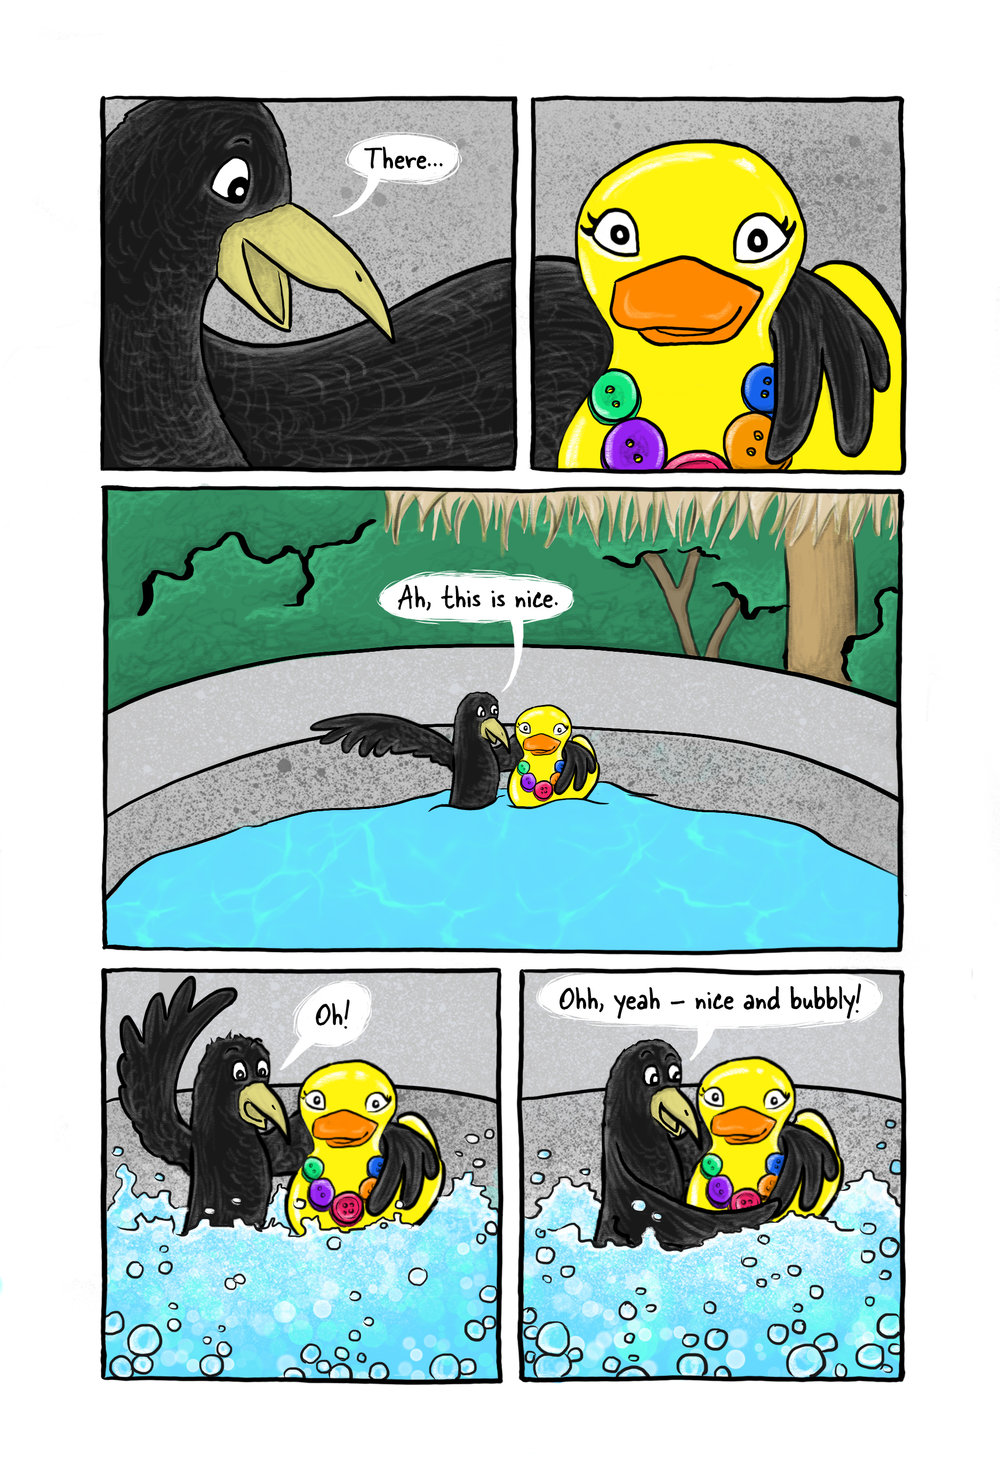 There...
Ah, this is nice.
Oh!
Ohh, yeah – nice and bubbly!